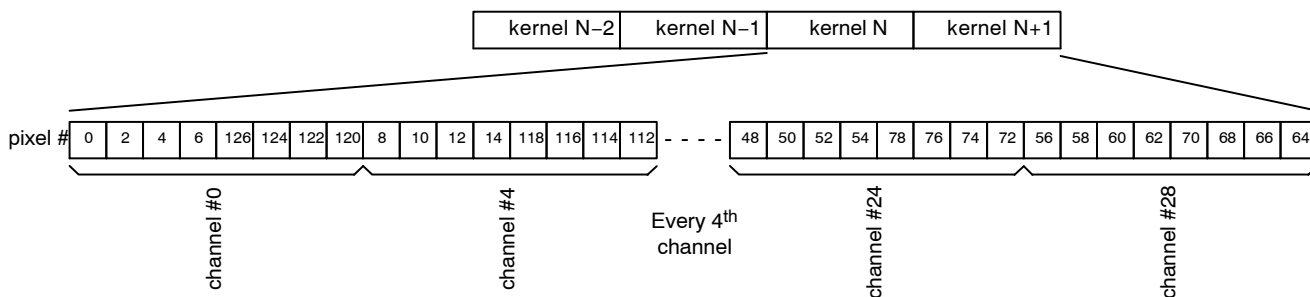 kernel N−2 kernel N−1 kernel N kernel N+1
pixel # 0 2 4 6 126 124 122 120 8 10 12 14 118 116 114 112 - - - - 48 50 52 54 78 76 74 72 56 58 60 62 70 68 66 64
channel #0
channel #4
Every 4th
channel
channel #24
channel #28